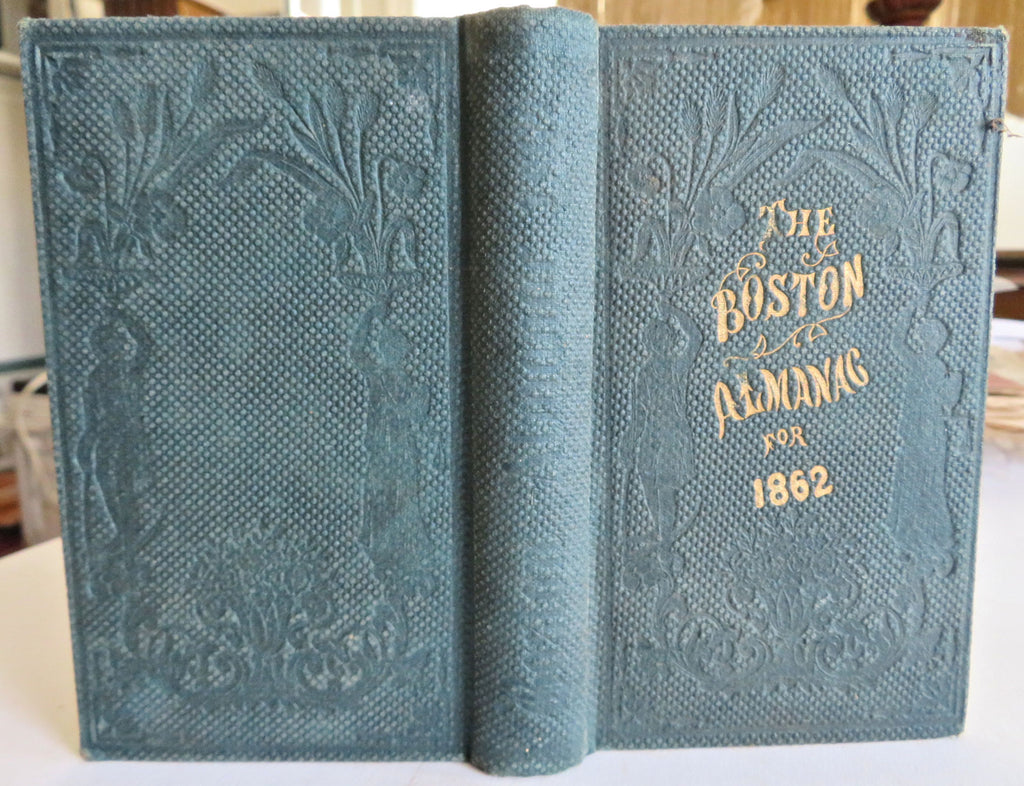 THE
BOSTON
ALMANAC
FOR
1862